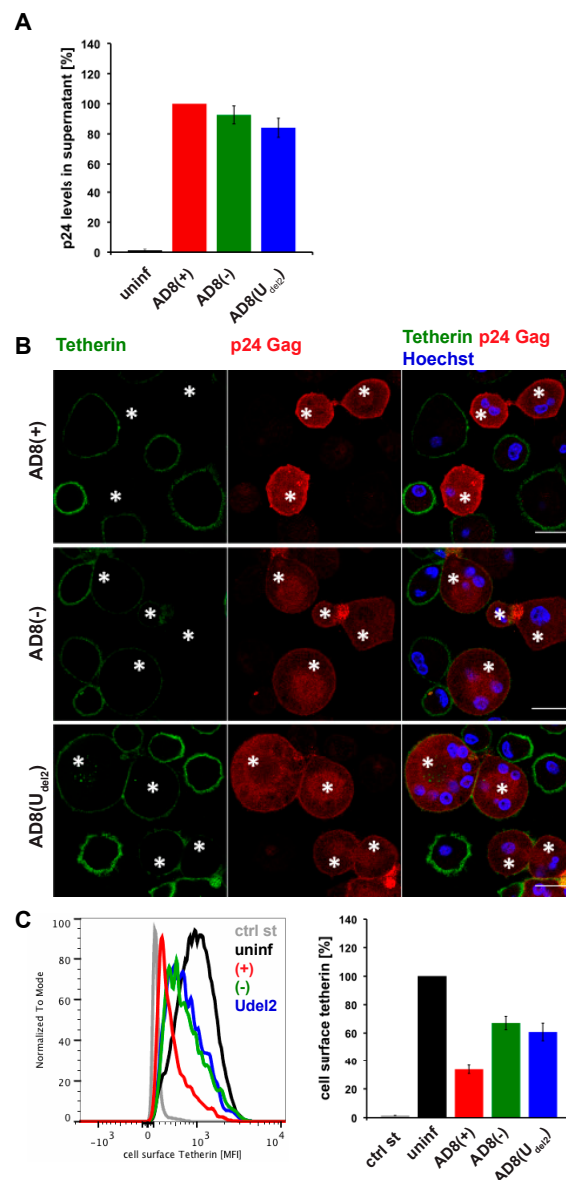 A
p24 levels in supernatant [%]
140
120
100
80
60
40
20
0
uninf
AD8(+)
AD8(-)
AD8(Udel2)
B
Tetherin
p24 Gag
Tetherin p24 Gag
Hoechst
AD8(+)
* * *
* * *
* * *
AD8(-)
* * * *
* * * *
* * * *
AD8(Udel2)
* * * *
* * * *
* * * *
C
Normalized To Mode
100
80
60
40
20
0
ctrl st
uninf
(+)
(-)
Udel2
-10³ 0 10³ 10⁴
cell surface Tetherin [MFI]
cell surface tetherin [%]
140
120
100
80
60
40
20
0
ctrl st
uninf
AD8(+)
AD8(-)
AD8(Udel2)